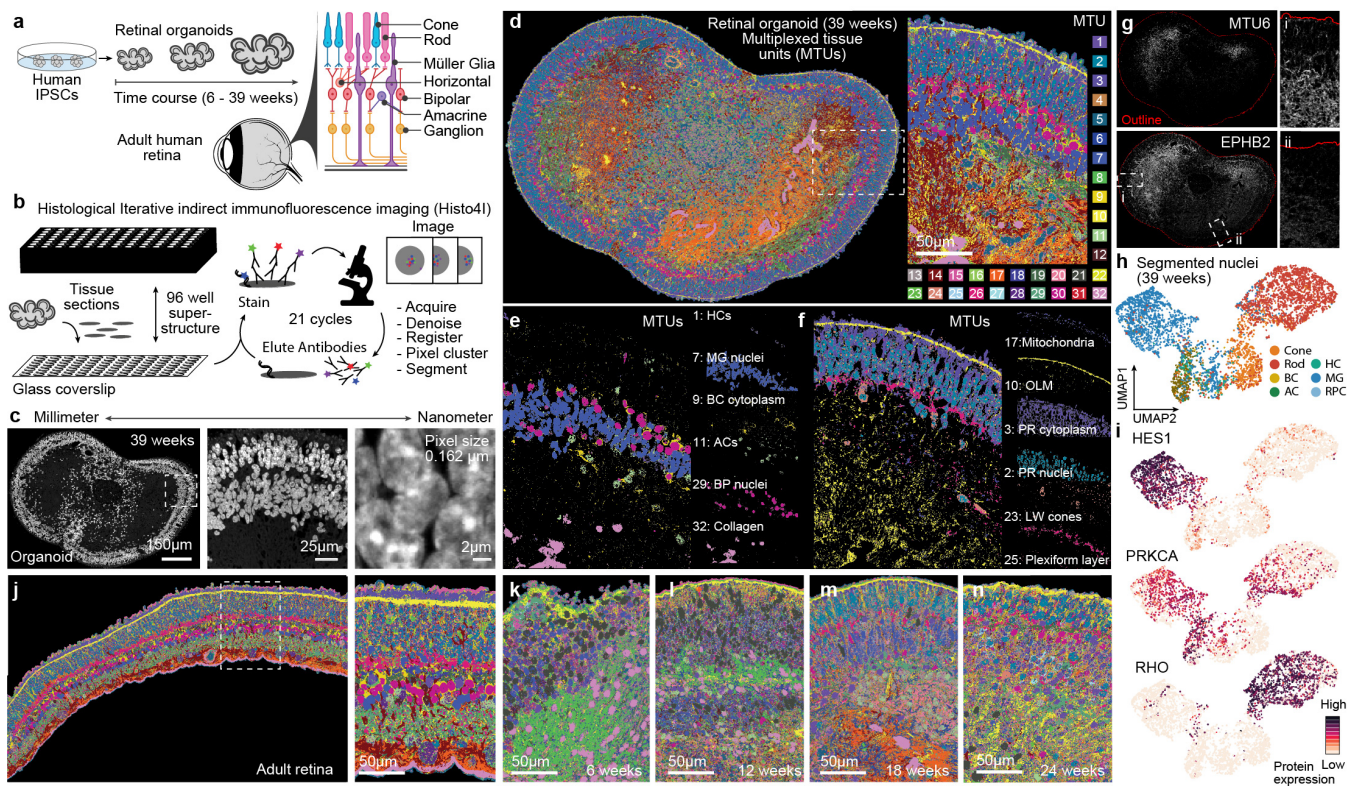 a
Retinal organoids
Human
IPSCs
Time course (6 - 39 weeks)
Adult human
retina
Cone
Rod
Müller Glia
Horizontal
Bipolar
Amacrine
Ganglion
b
Histological Iterative indirect immunofluorescence imaging (Histo4I)
Image
Tissue
sections
96 well
super-
structure
Glass coverslip
Stain
21 cycles
Elute Antibodies
- Acquire
- Denoise
- Register
- Pixel cluster
- Segment
c
Millimeter
Nanometer
39 weeks
Organoid
150µm
25µm
Pixel size
0.162 µm
2µm
d
Retinal organoid (39 weeks)
Multiplexed tissue
units (MTUs)
50µm
MTU
1
2
3
4
5
6
7
8
9
10
11
12
13 14 15 16 17 18 19 20 21 22
23 24 25 26 27 28 29 30 31 32
e
MTUs
1: HCs
7: MG nuclei
9: BC cytoplasm
11: ACs
29: BP nuclei
32: Collagen
f
MTUs
17:Mitochondria
10: OLM
3: PR cytoplasm
2: PR nuclei
23: LW cones
25: Plexiform layer
g
MTU6
Outline
i
EPHB2
i
ii
ii
h
Segmented nuclei
(39 weeks)
Cone
Rod
BC
AC
HC
MG
RPC
UMAP1
UMAP2
i
HES1
PRKCA
RHO
High
Low
Protein
expression
j
Adult retina
50µm
k
50µm
6 weeks
l
50µm
12 weeks
m
50µm
18 weeks
n
50µm
24 weeks